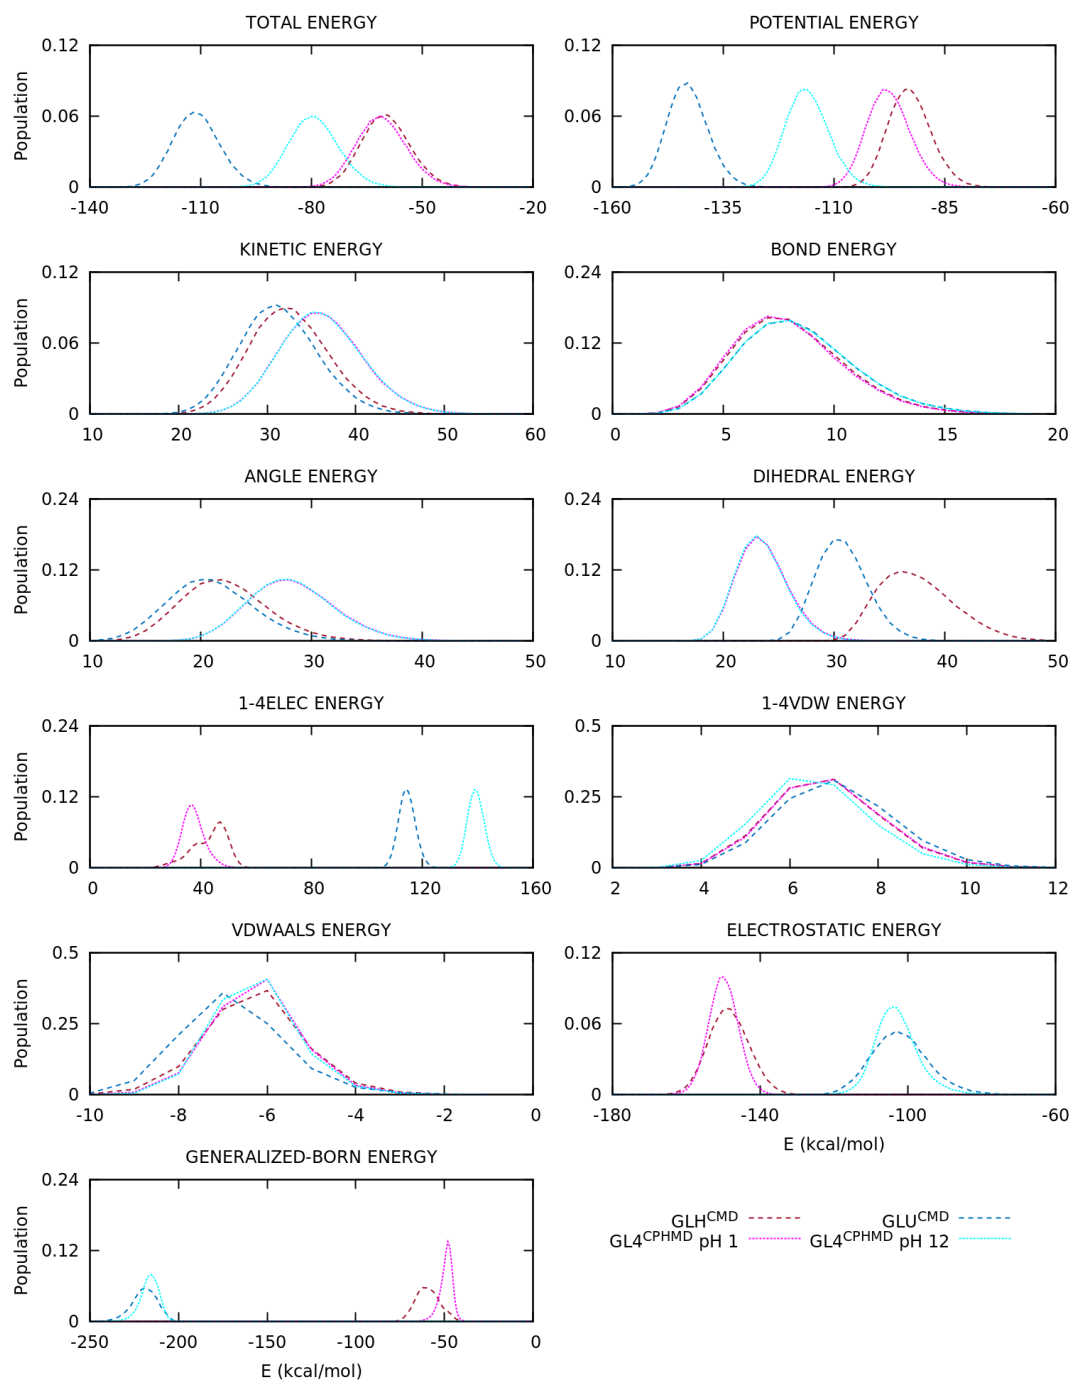 TOTAL ENERGY
Population
0.12
0.06
0
-140 -110 -80 -50 -20
POTENTIAL ENERGY
0.12
0.06
0
-160 -135 -110 -85 -60
KINETIC ENERGY
Population
0.12
0.06
0
10 20 30 40 50 60
BOND ENERGY
0.24
0.12
0
0 5 10 15 20
ANGLE ENERGY
Population
0.24
0.12
0
10 20 30 40 50
DIHEDRAL ENERGY
0.24
0.12
0
10 20 30 40 50
1-4ELEC ENERGY
Population
0.24
0.12
0
0 40 80 120 160
1-4VDW ENERGY
0.5
0.25
0
2 4 6 8 10 12
VDWAALS ENERGY
Population
0.5
0.25
0
-10 -8 -6 -4 -2 0
ELECTROSTATIC ENERGY
0.12
0.06
0
-180 -140 -100 -60
E (kcal/mol)
GENERALIZED-BORN ENERGY
Population
0.24
0.12
0
-250 -200 -150 -100 -50 0
E (kcal/mol)
GLH^CMD GLU^CMD
GL4^CPHMD pH 1 GL4^CPHMD pH 12